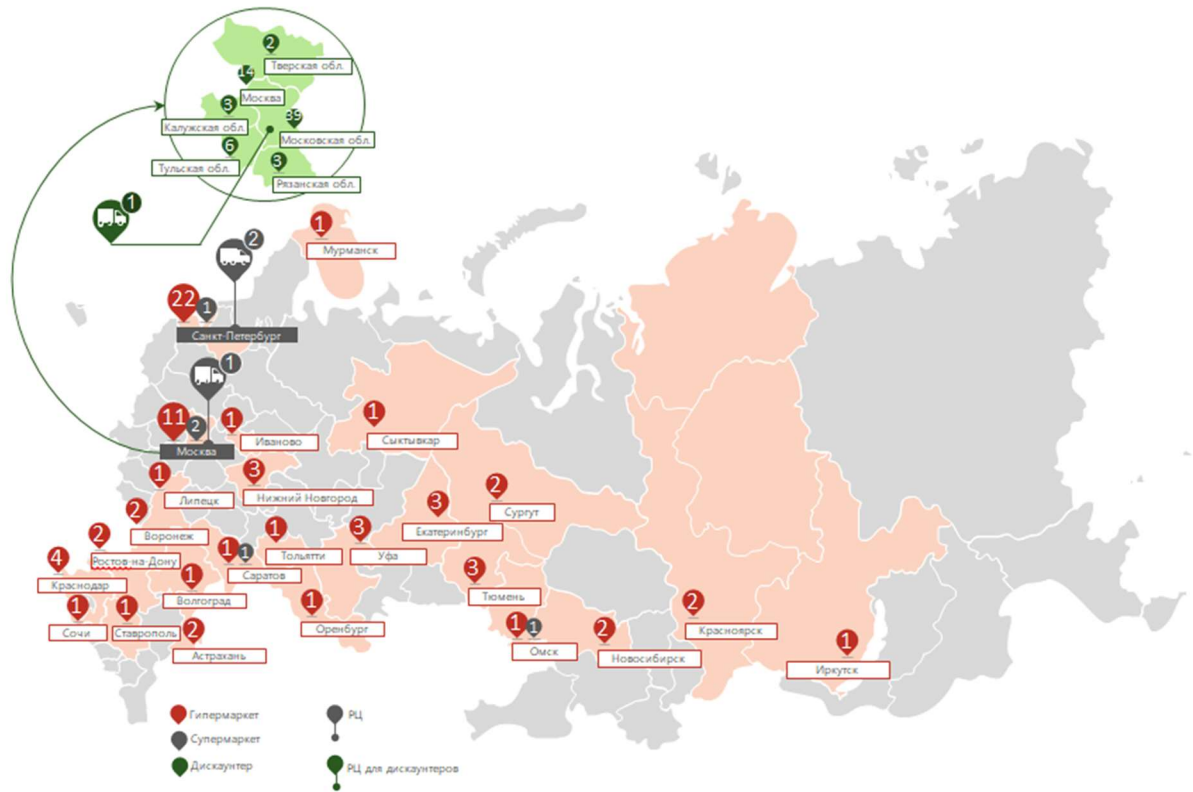 2
Тверская обл.
14
Москва
3
Калужская обл.
39
Московская обл.
6
Тульская обл.
3
Рязанская обл.
1
1
Мурманск
2
22
1
Санкт-Петербург
1
11
2
Москва
1
Иваново
1
Сыктывкар
1
Липецк
3
Нижний Новгород
2
Сургут
3
Екатеринбург
2
Воронеж
2
Ростов-на-Дону
1
Тольятти
3
Уфа
1
1
Саратов
4
Краснодар
1
Волгоград
3
Тюмень
1
Сочи
1
Ставрополь
2
Астрахань
1
Оренбург
1
1
Омск
2
Новосибирск
2
Красноярск
1
Иркутск
Гипермаркет
Супермаркет
Дискаунтер
РЦ
РЦ для дискаунтеров